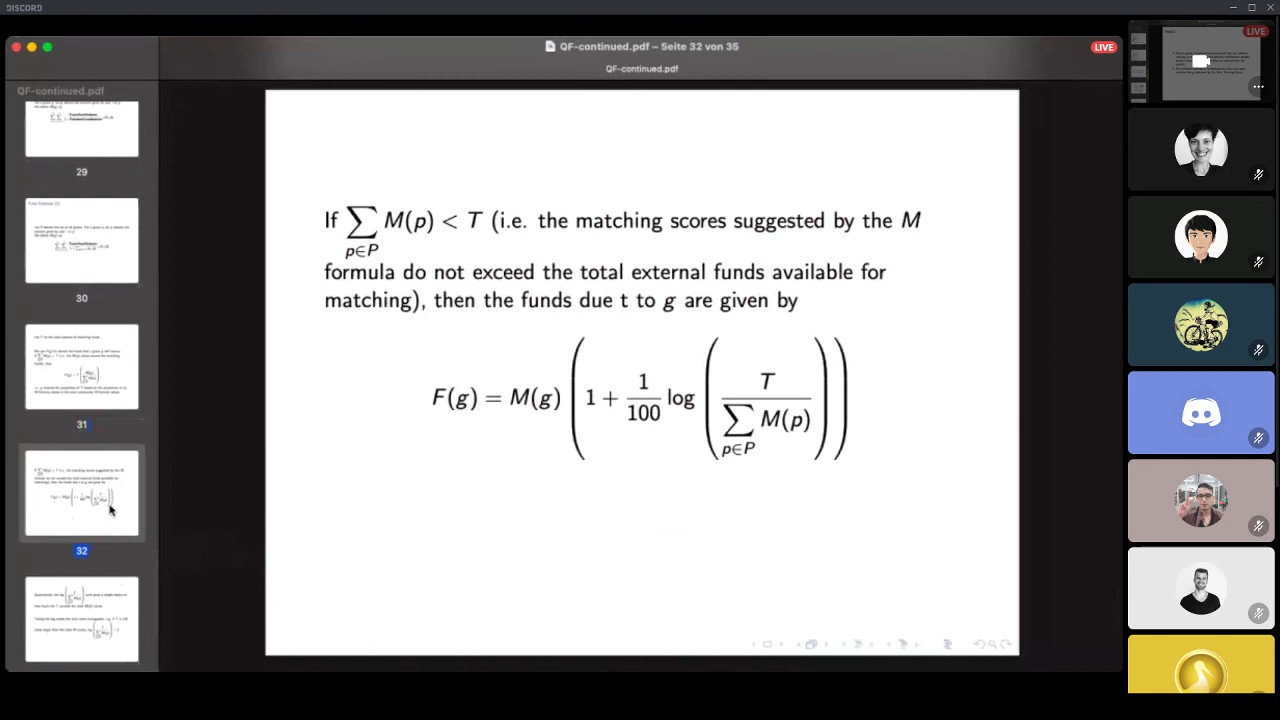 DISCORD
QF-continued.pdf – Seite 32 von 35
QF-continued.pdf
LIVE
LIVE
QF-continued.pdf
29
30
31
32
If ∑ M(p) < T (i.e. the matching scores suggested by the M
p∈P
formula do not exceed the total external funds available for
matching), then the funds due t to g are given by
F(g) = M(g) ( 1 + 1/100 log ( T / ∑ p∈P M(p) ) )